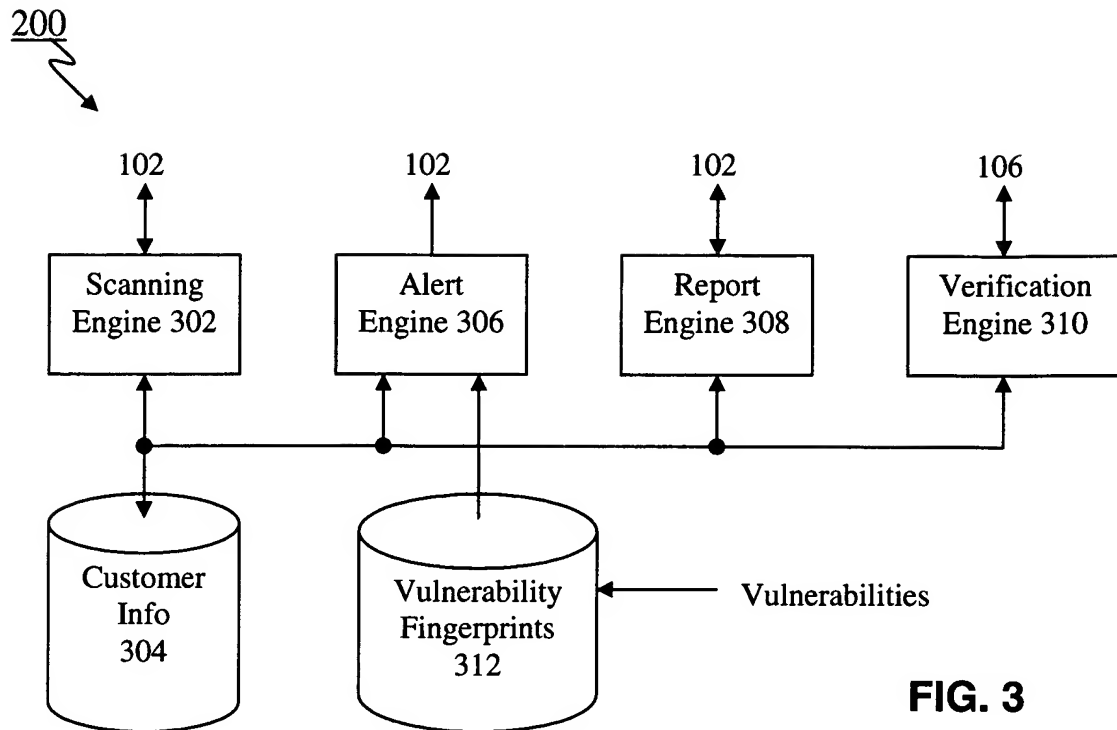 200
102
102
102
106
Scanning
Engine 302
Alert
Engine 306
Report
Engine 308
Verification
Engine 310
Customer
Info
304
Vulnerability
Fingerprints
312
Vulnerabilities
FIG. 3